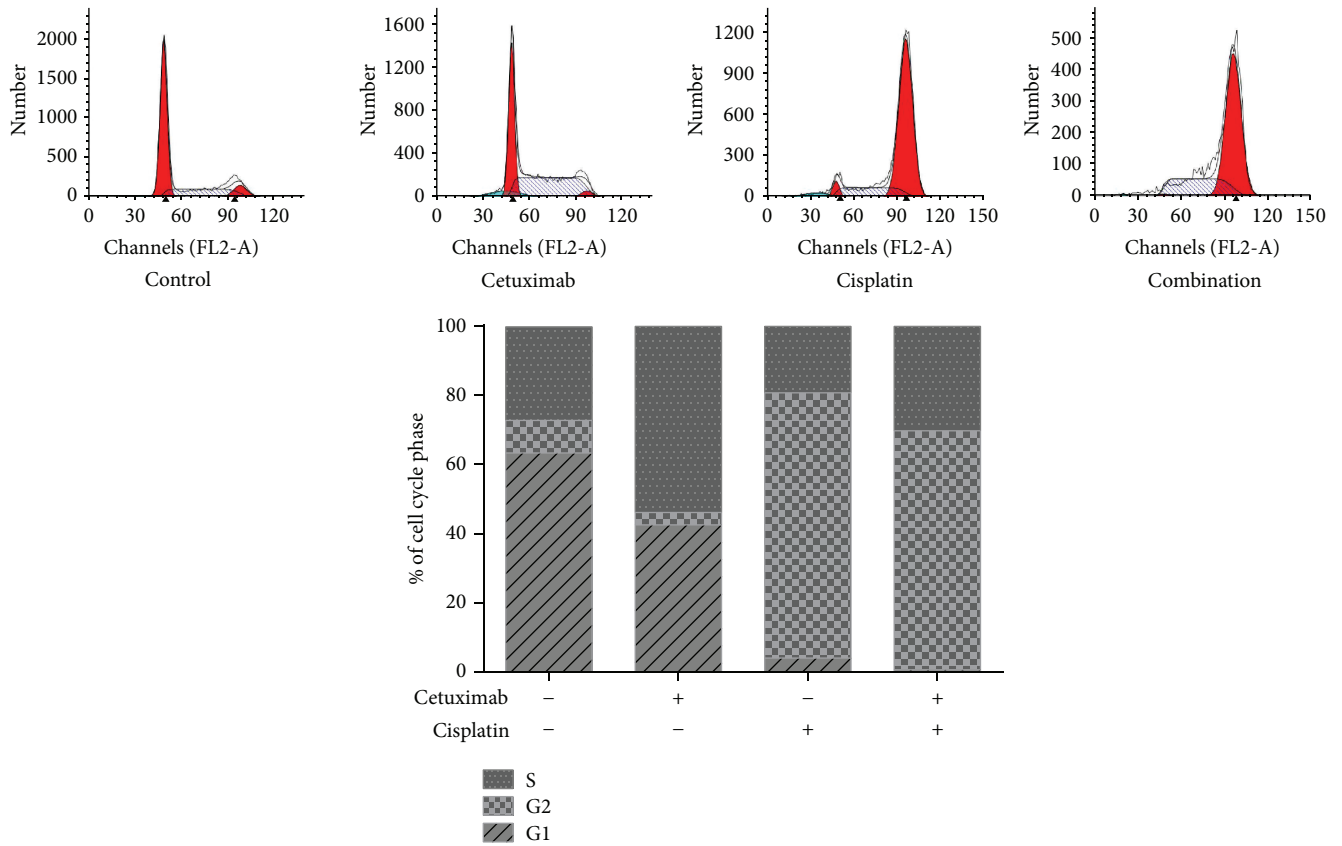 Number
2000
1500
1000
500
0
0 30 60 90 120
Channels (FL2-A)
Control
Number
1600
1200
800
400
0
0 30 60 90 120
Channels (FL2-A)
Cetuximab
Number
1200
900
600
300
0
0 30 60 90 120 150
Channels (FL2-A)
Cisplatin
Number
500
400
300
200
100
0
0 30 60 90 120 150
Channels (FL2-A)
Combination
% of cell cycle phase
100
80
60
40
20
0
Cetuximab − + − +
Cisplatin − − + +
S
G2
G1